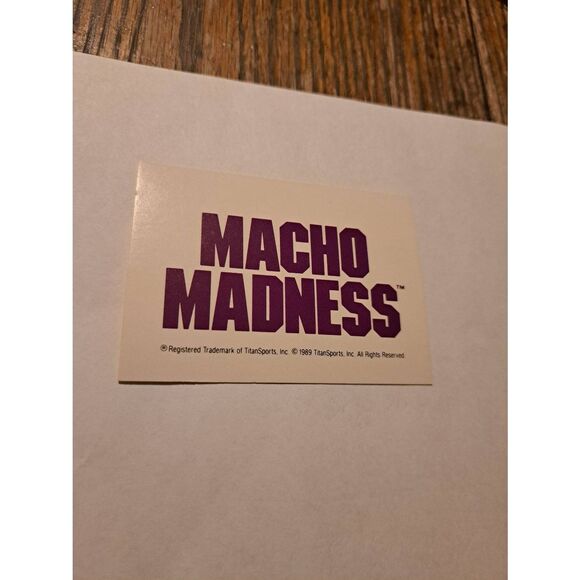 MACHO
MADNESS™
® Registered Trademark of TitanSports, Inc. © 1989 TitanSports, Inc. All Rights Reserved.